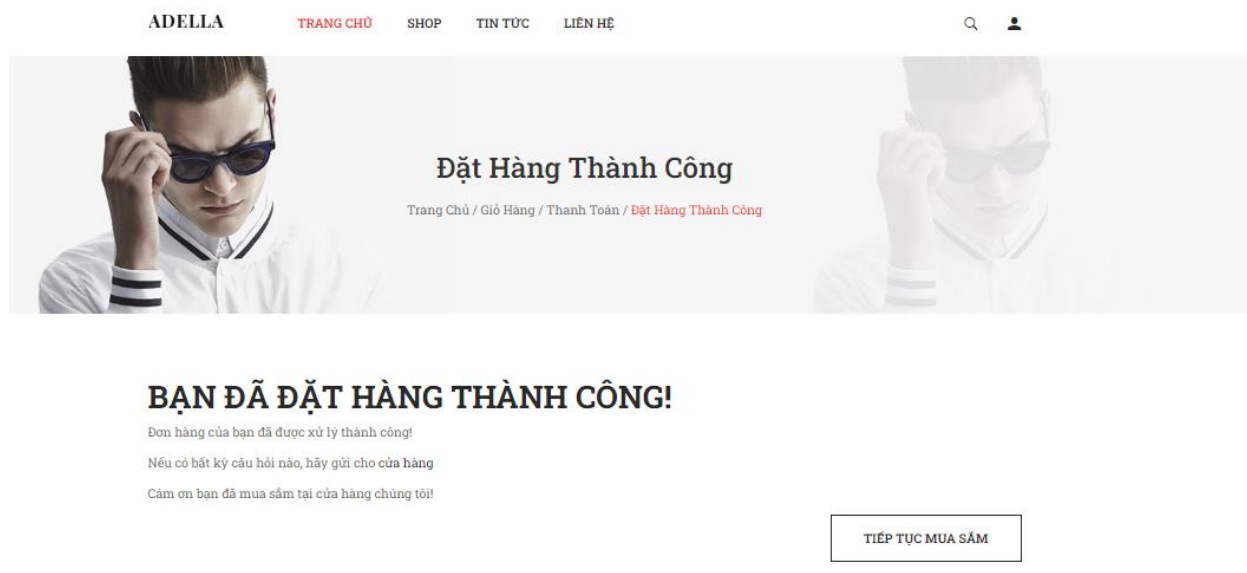 ADELLA TRANG CHỦ SHOP TIN TỨC LIÊN HỆ
Đặt Hàng Thành Công
Trang Chủ / Giỏ Hàng / Thanh Toán / Đặt Hàng Thành Công
BẠN ĐÃ ĐẶT HÀNG THÀNH CÔNG!
Đơn hàng của bạn đã được xử lý thành công!
Nếu có bất kỳ câu hỏi nào, hãy gửi cho cửa hàng
Cảm ơn bạn đã mua sắm tại cửa hàng chúng tôi!
TIẾP TỤC MUA SẮM